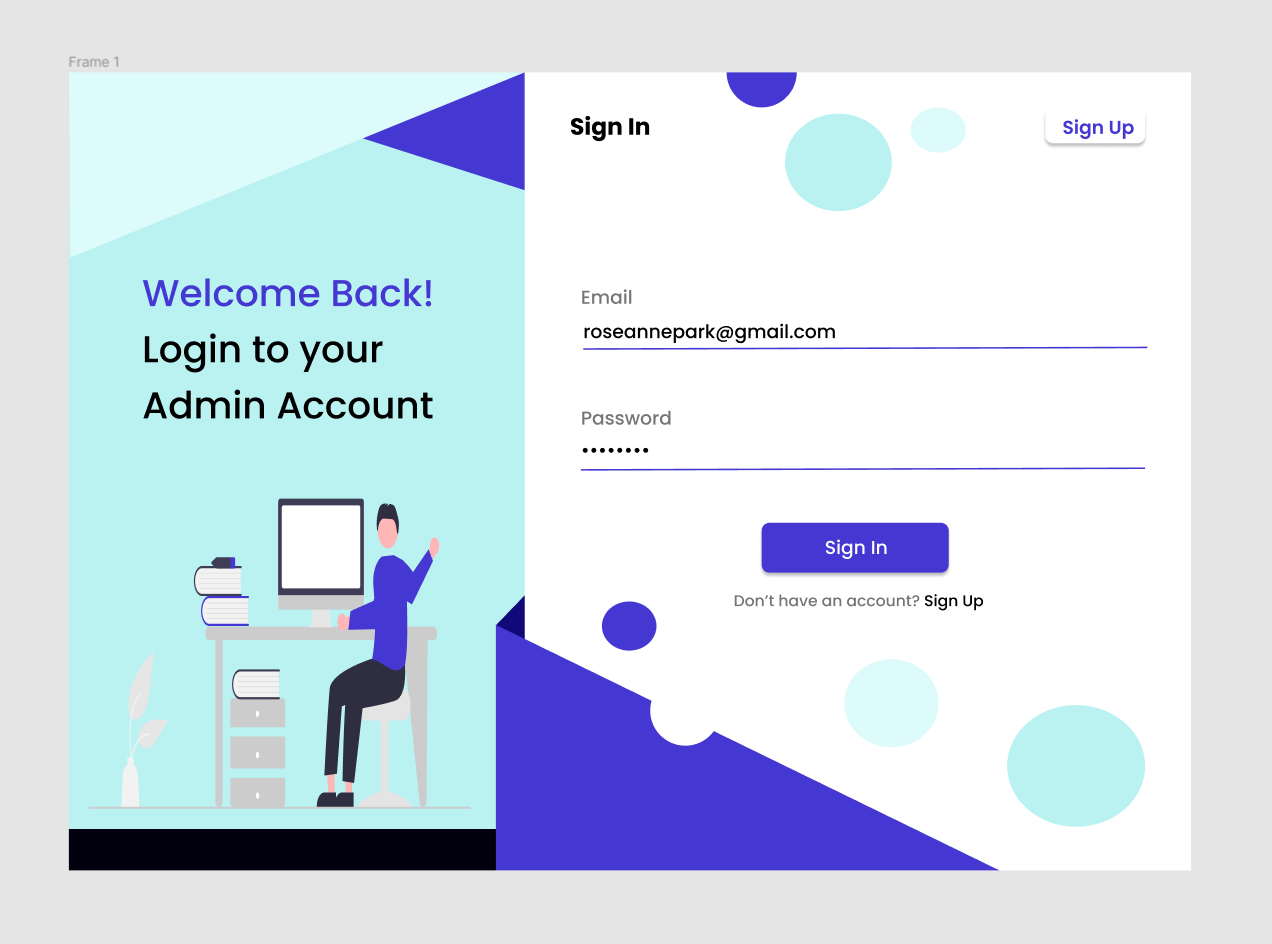 Frame 1
Sign In
Sign Up
Welcome Back!
Login to your
Admin Account
Email
roseannepark@gmail.com
Password
••••••••
Sign In
Don’t have an account? Sign Up